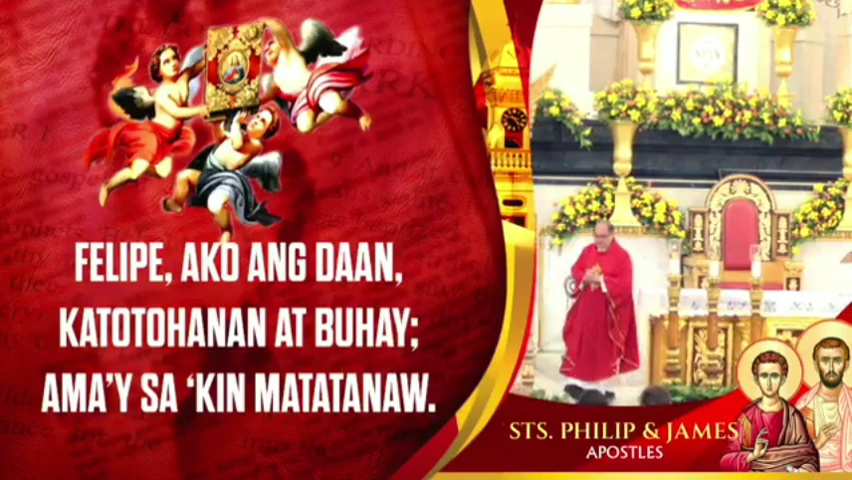 FELIPE, AKO ANG DAAN,
KATOTOHANAN AT BUHAY;
AMA'Y SA 'KIN MATATANAW.
STS. PHILIP & JAMES
APOSTLES